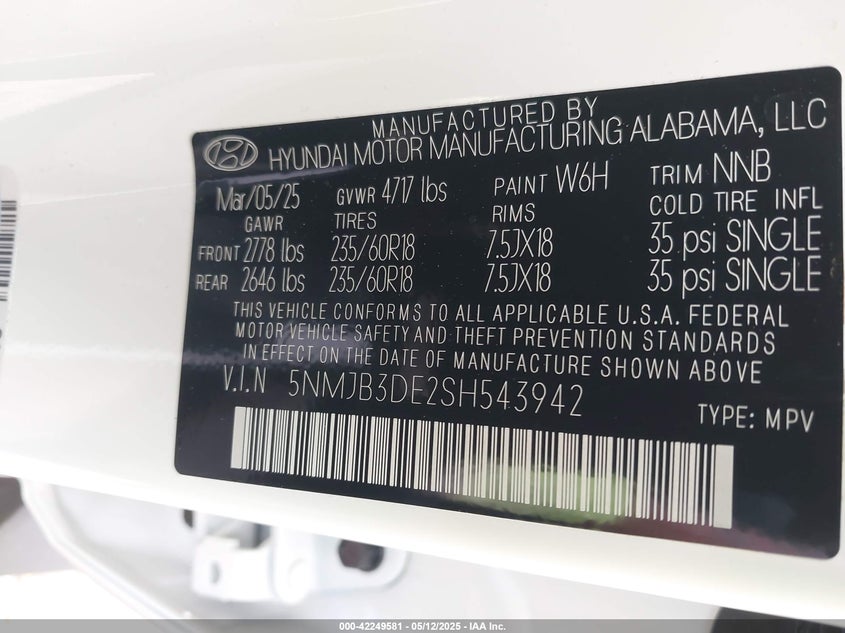 MANUFACTURED BY
HYUNDAI MOTOR MANUFACTURING ALABAMA, LLC
Mar/05/25 GVWR 4717 lbs PAINT W6H TRIM NNB
GAWR TIRES RIMS COLD TIRE INFL
FRONT 2778 lbs 235/60R18 7.5JX18 35 psi SINGLE
REAR 2646 lbs 235/60R18 7.5JX18 35 psi SINGLE
THIS VEHICLE CONFORMS TO ALL APPLICABLE U.S.A. FEDERAL
MOTOR VEHICLE SAFETY AND THEFT PREVENTION STANDARDS
IN EFFECT ON THE DATE OF MANUFACTURE SHOWN ABOVE
V.I.N 5NMJB3DE2SH543942
TYPE: MPV
000-42249581 - 05/12/2025 - IAA Inc.